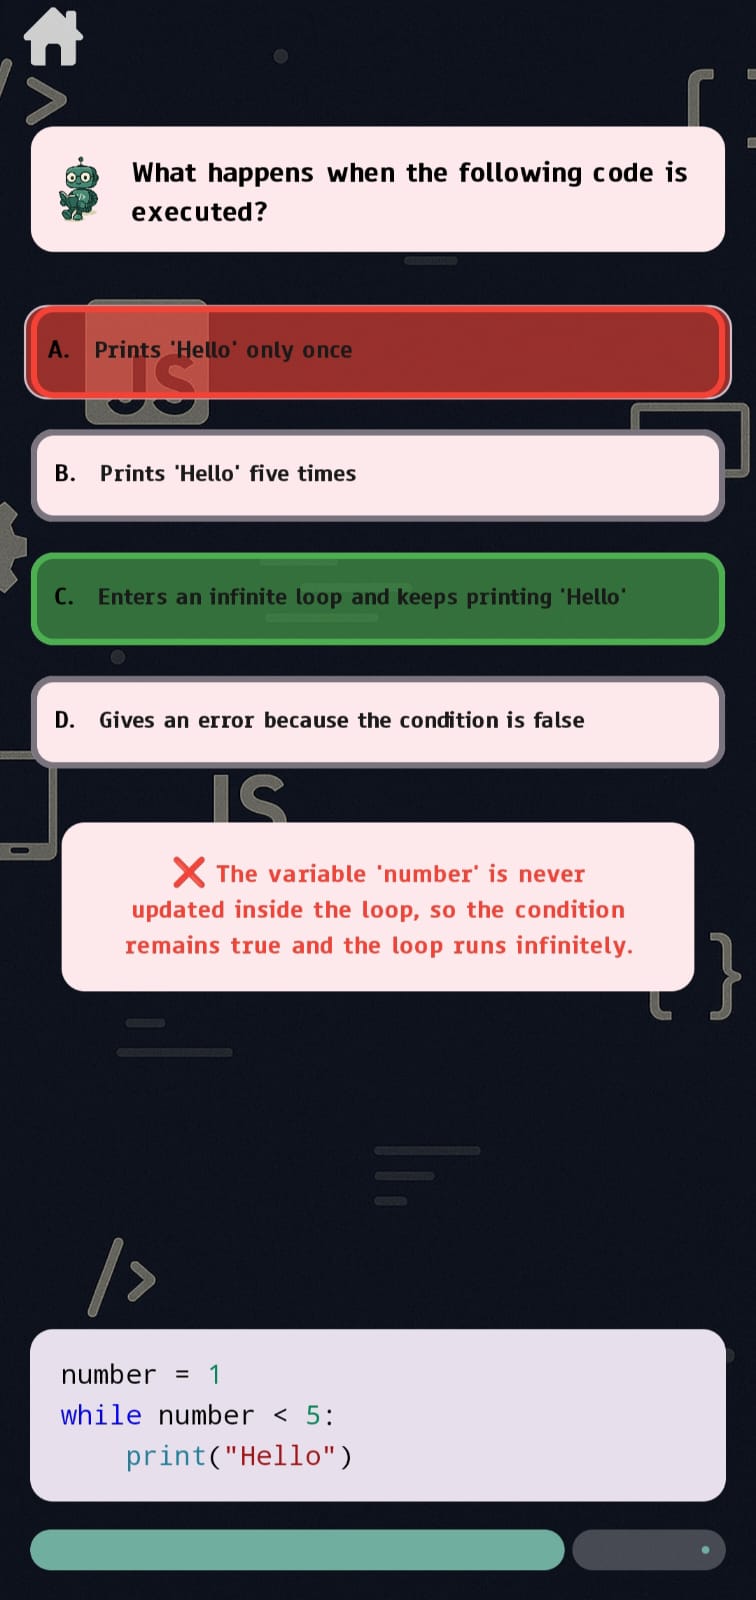 What happens when the following code is
executed?
A. Prints 'Hello' only once
JS
B. Prints 'Hello' five times
C. Enters an infinite loop and keeps printing 'Hello'
D. Gives an error because the condition is false
JS
❌ The variable 'number' is never
updated inside the loop, so the condition
remains true and the loop runs infinitely.
number = 1
while number < 5:
    print("Hello")